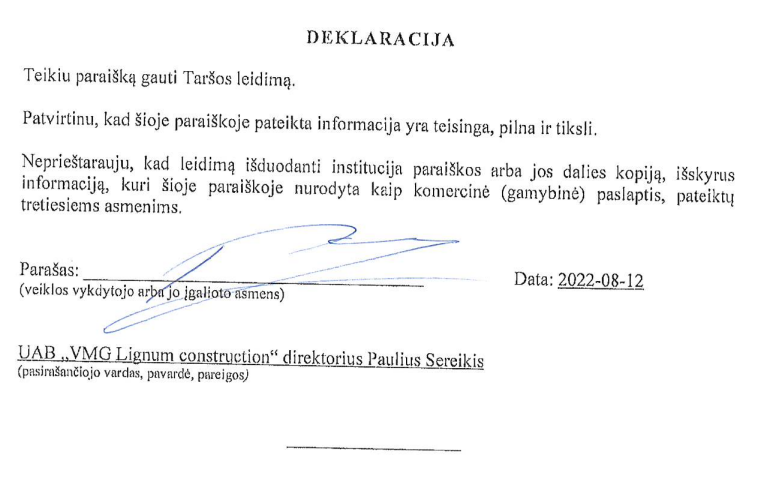 DEKLARACIJA
Teikiu paraišką gauti Taršos leidimą.
Patvirtinu, kad šioje paraiškoje pateikta informacija yra teisinga, pilna ir tiksli.
Neprieštarauju, kad leidimą išduodanti institucija paraiškos arba jos dalies kopiją, išskyrus
informaciją, kuri šioje paraiškoje nurodyta kaip komercinė (gamybinė) paslaptis, pateiktų
tretiesiems asmenims.
Parašas: Data: 2022-08-12
(veiklos vykdytojo arba jo įgalioto asmens)
UAB „VMG Lignum construction“ direktorius Paulius Sereikis
(pasirašančiojo vardas, pavardė, pareigos)